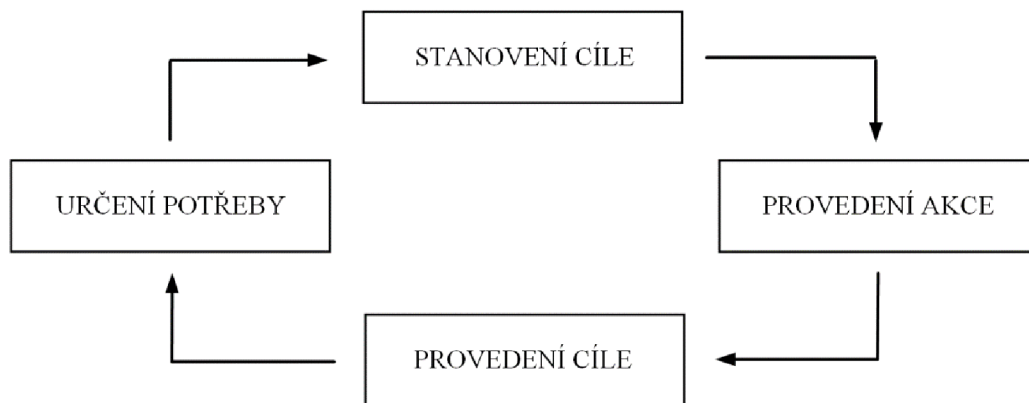 STANOVENÍ CÍLE
URČENÍ POTŘEBY
PROVEDENÍ AKCE
PROVEDENÍ CÍLE